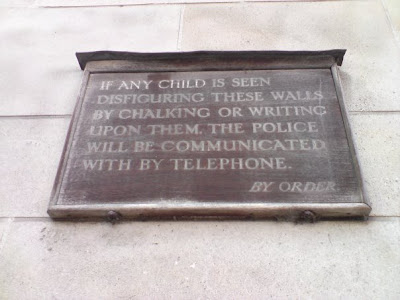 IF ANY CHILD IS SEEN
DISFIGURING THESE WALLS
BY CHALKING OR WRITING
UPON THEM, THE POLICE
WILL BE COMMUNICATED
WITH BY TELEPHONE.
BY ORDER.